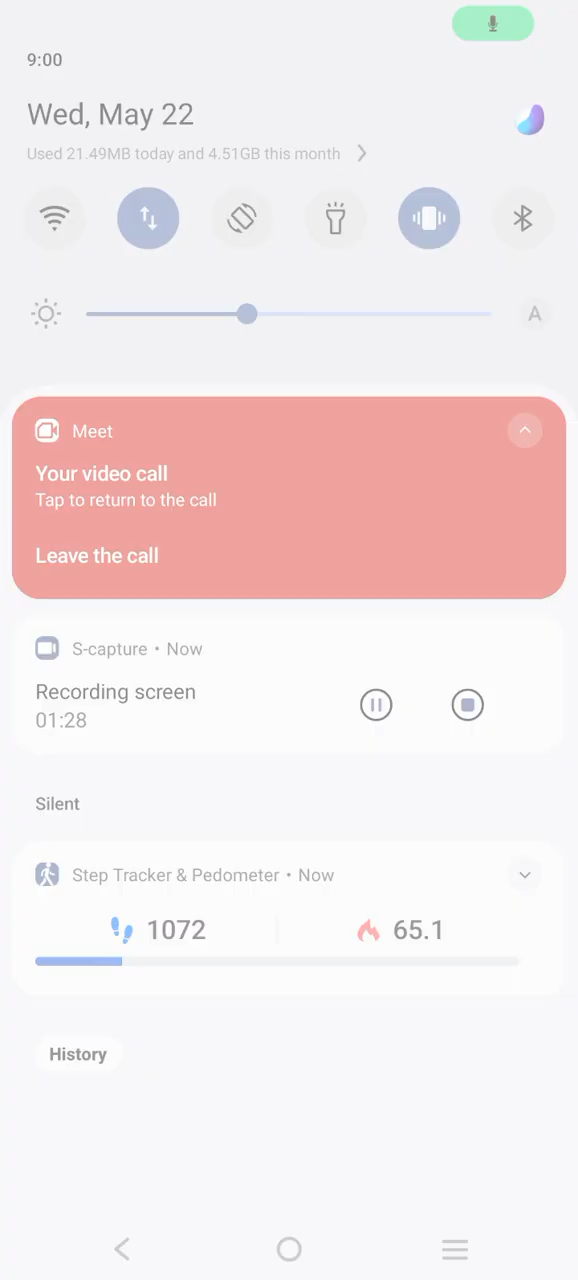 9:00
Wed, May 22
Used 21.49MB today and 4.51GB this month
A
Meet
Your video call
Tap to return to the call
Leave the call
S-capture • Now
Recording screen
01:28
Silent
Step Tracker & Pedometer • Now
1072 65.1
History